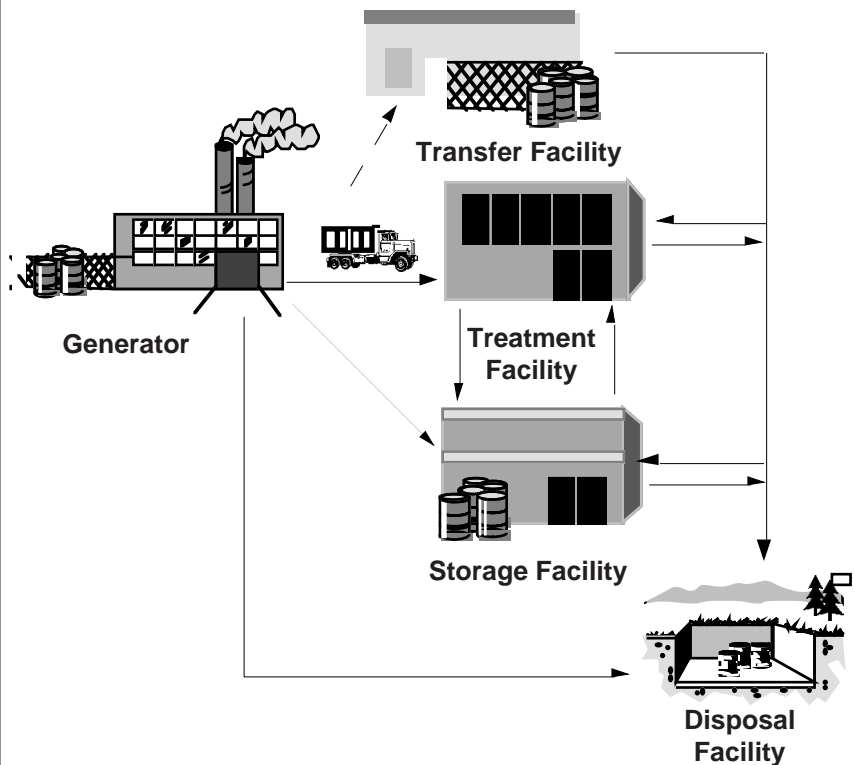 Transfer Facility
Generator
Treatment
Facility
Storage Facility
Disposal
Facility